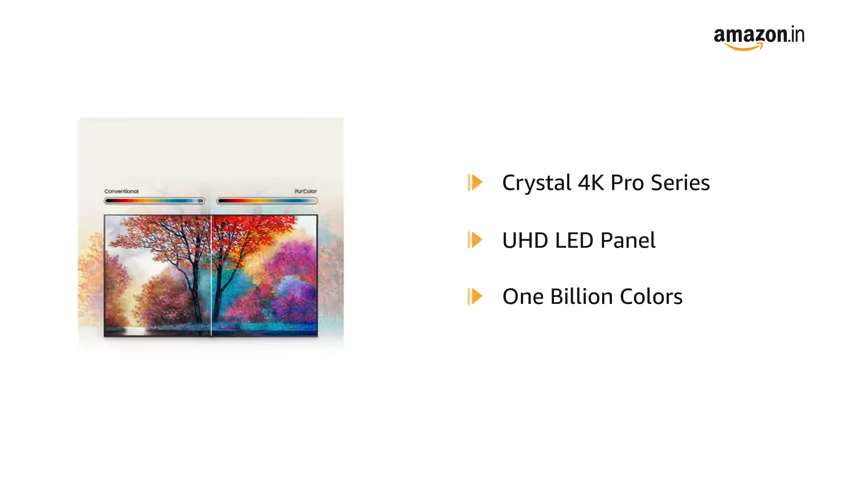 amazon.in
Conventional
PurColor
Crystal 4K Pro Series
UHD LED Panel
One Billion Colors